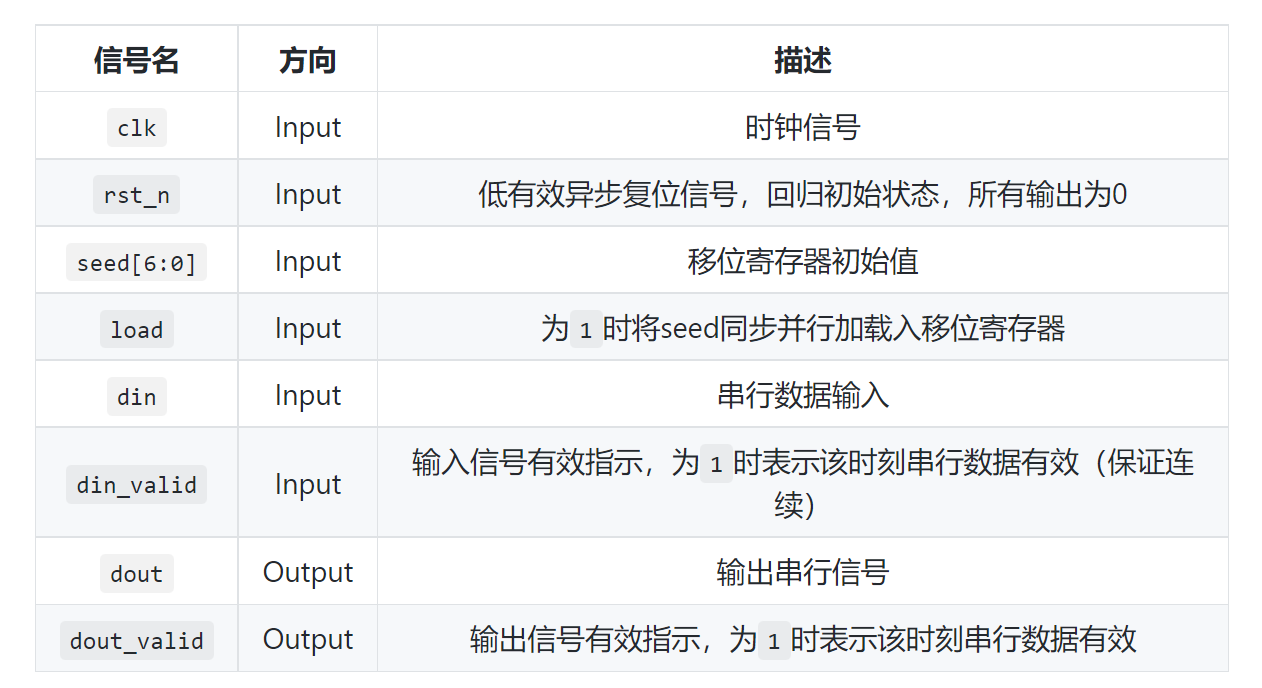 信号名 方向 描述
clk Input 时钟信号
rst_n Input 低有效异步复位信号，回归初始状态，所有输出为0
seed[6:0] Input 移位寄存器初始值
load Input 为1时将seed同步并行加载入移位寄存器
din Input 串行数据输入
din_valid Input 输入信号有效指示，为1时表示该时刻串行数据有效（保证连
续）
dout Output 输出串行信号
dout_valid Output 输出信号有效指示，为1时表示该时刻串行数据有效